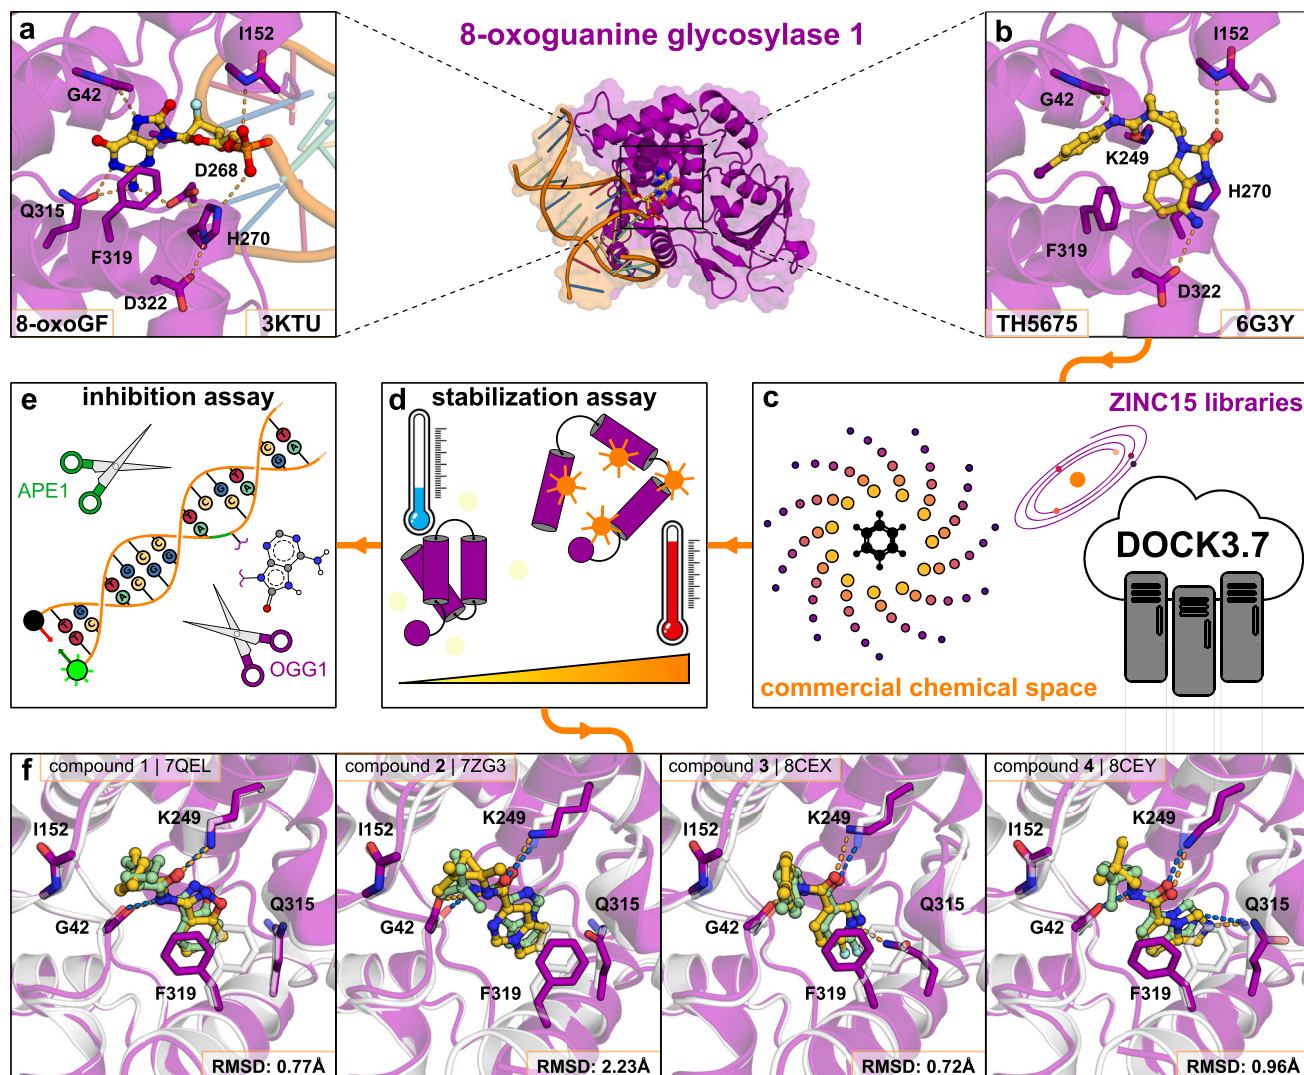 8-oxoguanine glycosylase 1
a
I152
G42
D268
Q315
H270
F319
D322
8-oxoGF
3KTU
b
I152
G42
K249
H270
F319
D322
TH5675
6G3Y
e
inhibition assay
APE1
T
C
A
G
T
C
G
C
T
A
C
C
G
C
G
G
T
A
C
T
T
OGG1
d
stabilization assay
c
ZINC15 libraries
DOCK3.7
commercial chemical space
f
compound 1 | 7QEL
K249
I152
G42
Q315
F319
RMSD: 0.77Å
compound 2 | 7ZG3
K249
I152
G42
Q315
F319
RMSD: 2.23Å
compound 3 | 8CEX
K249
I152
G42
Q315
F319
RMSD: 0.72Å
compound 4 | 8CEY
K249
I152
G42
Q315
F319
RMSD: 0.96Å